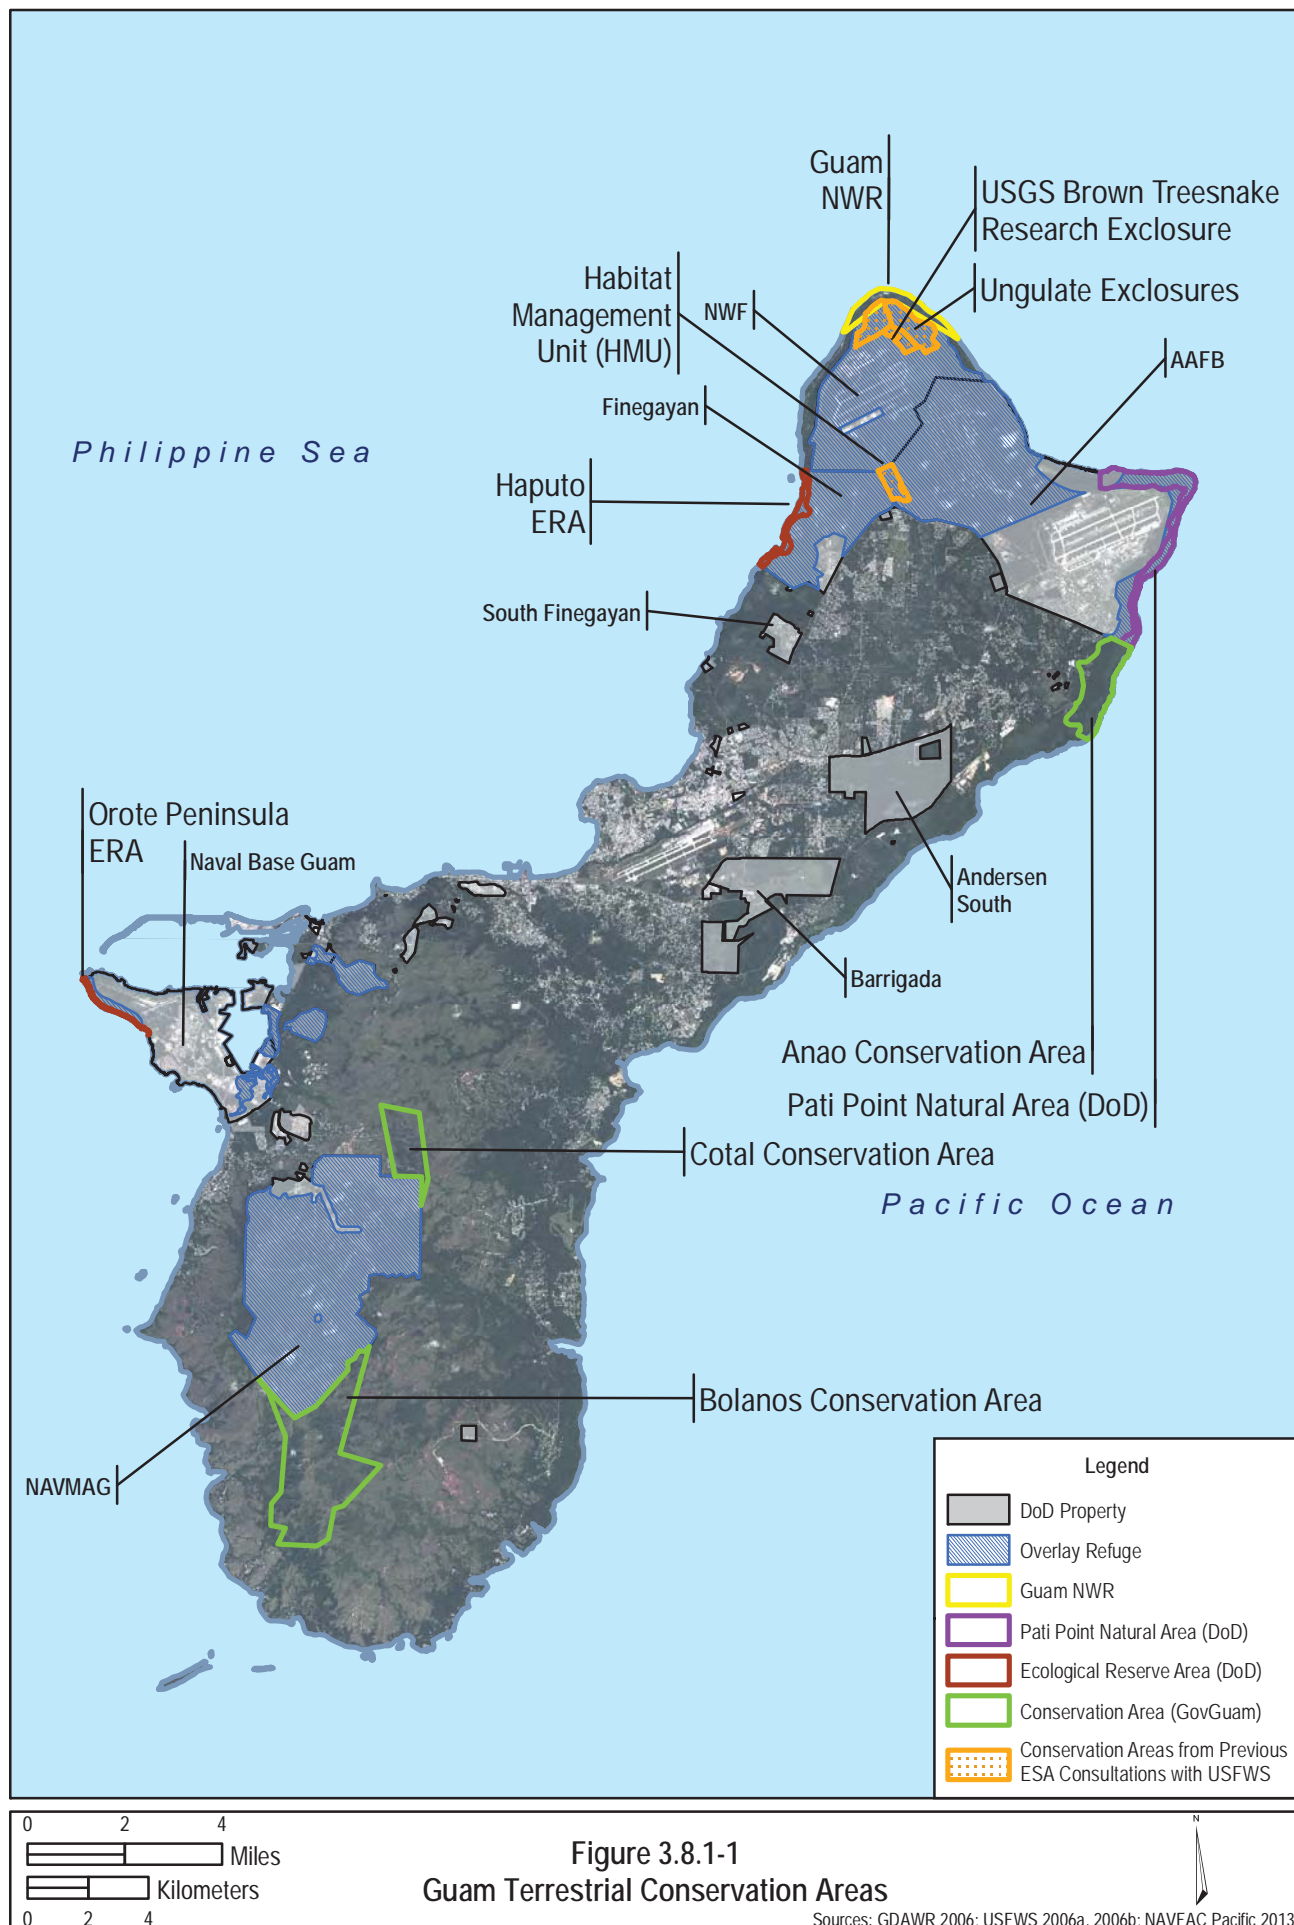 Guam
NWR
USGS Brown Treesnake
Research Exclosure
Habitat
Management
Unit (HMU)
NWF
Ungulate Exclosures
AAFB
Finegayan
Philippine Sea
Haputo
ERA
South Finegayan
Orote Peninsula
ERA
Naval Base Guam
Andersen
South
Barrigada
Anao Conservation Area
Pati Point Natural Area (DoD)
Cotal Conservation Area
Pacific Ocean
Bolanos Conservation Area
NAVMAG
Legend
DoD Property
Overlay Refuge
Guam NWR
Pati Point Natural Area (DoD)
Ecological Reserve Area (DoD)
Conservation Area (GovGuam)
Conservation Areas from Previous
ESA Consultations with USFWS
0 2 4
Miles
Kilometers
0 2 4
Figure 3.8.1-1
Guam Terrestrial Conservation Areas
N
Sources: GDAWR 2006; USFWS 2006a, 2006b; NAVFAC Pacific 2013